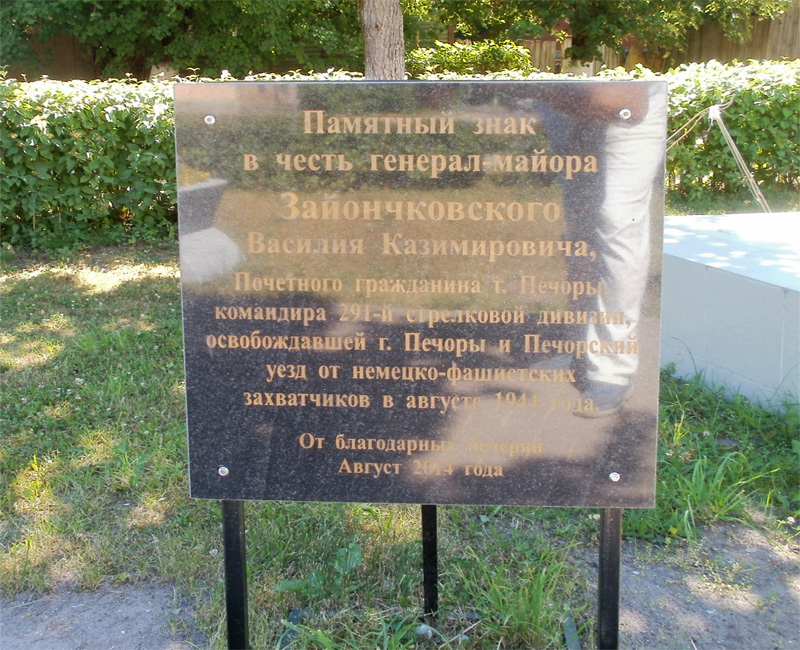 Памятный знак
в честь генерал-майора
Зайончковского
Василия Казимировича,
Почетного гражданина г. Печоры,
командира 291-й стрелковой дивизии,
освобождавшей г. Печоры и Печорский
уезд от немецко-фашистских
захватчиков в августе 1944 года.
От благодарных печерян
Август 2014 года